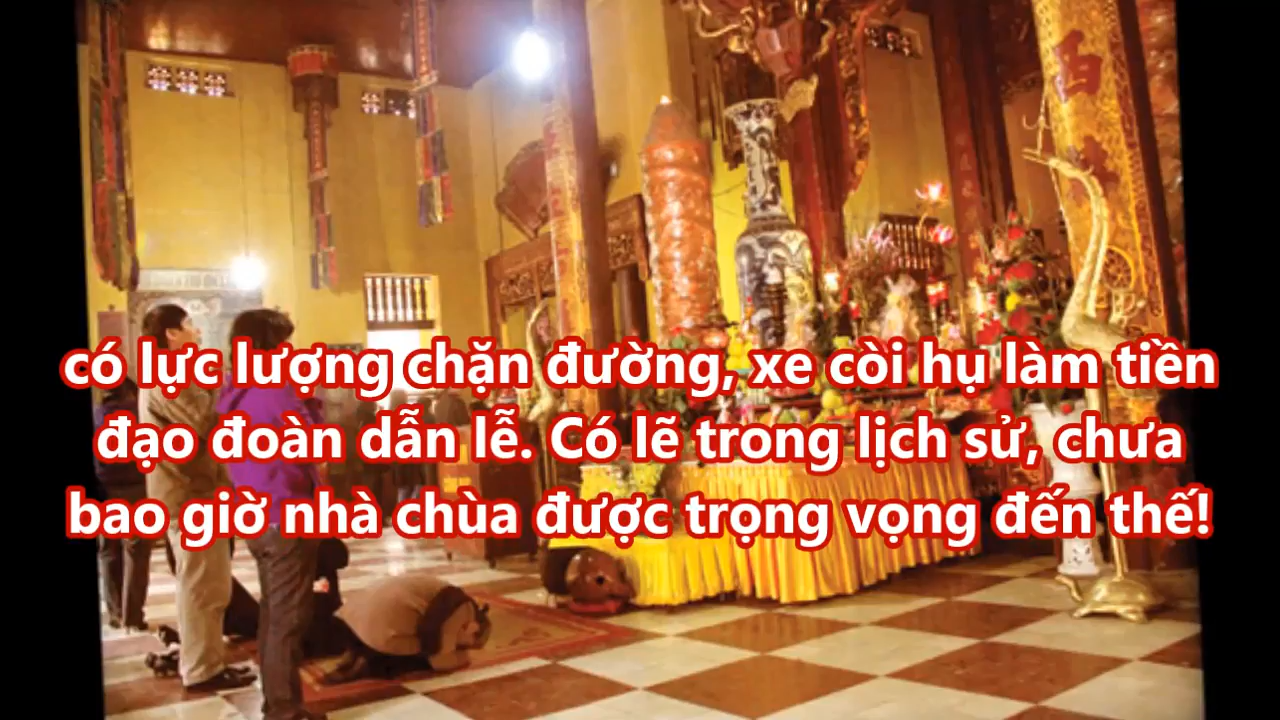 có lực lượng chặn đường, xe còi hụ làm tiền
đạo đoàn dẫn lễ. Có lẽ trong lịch sử, chưa
bao giờ nhà chùa được trọng vọng đến thế!